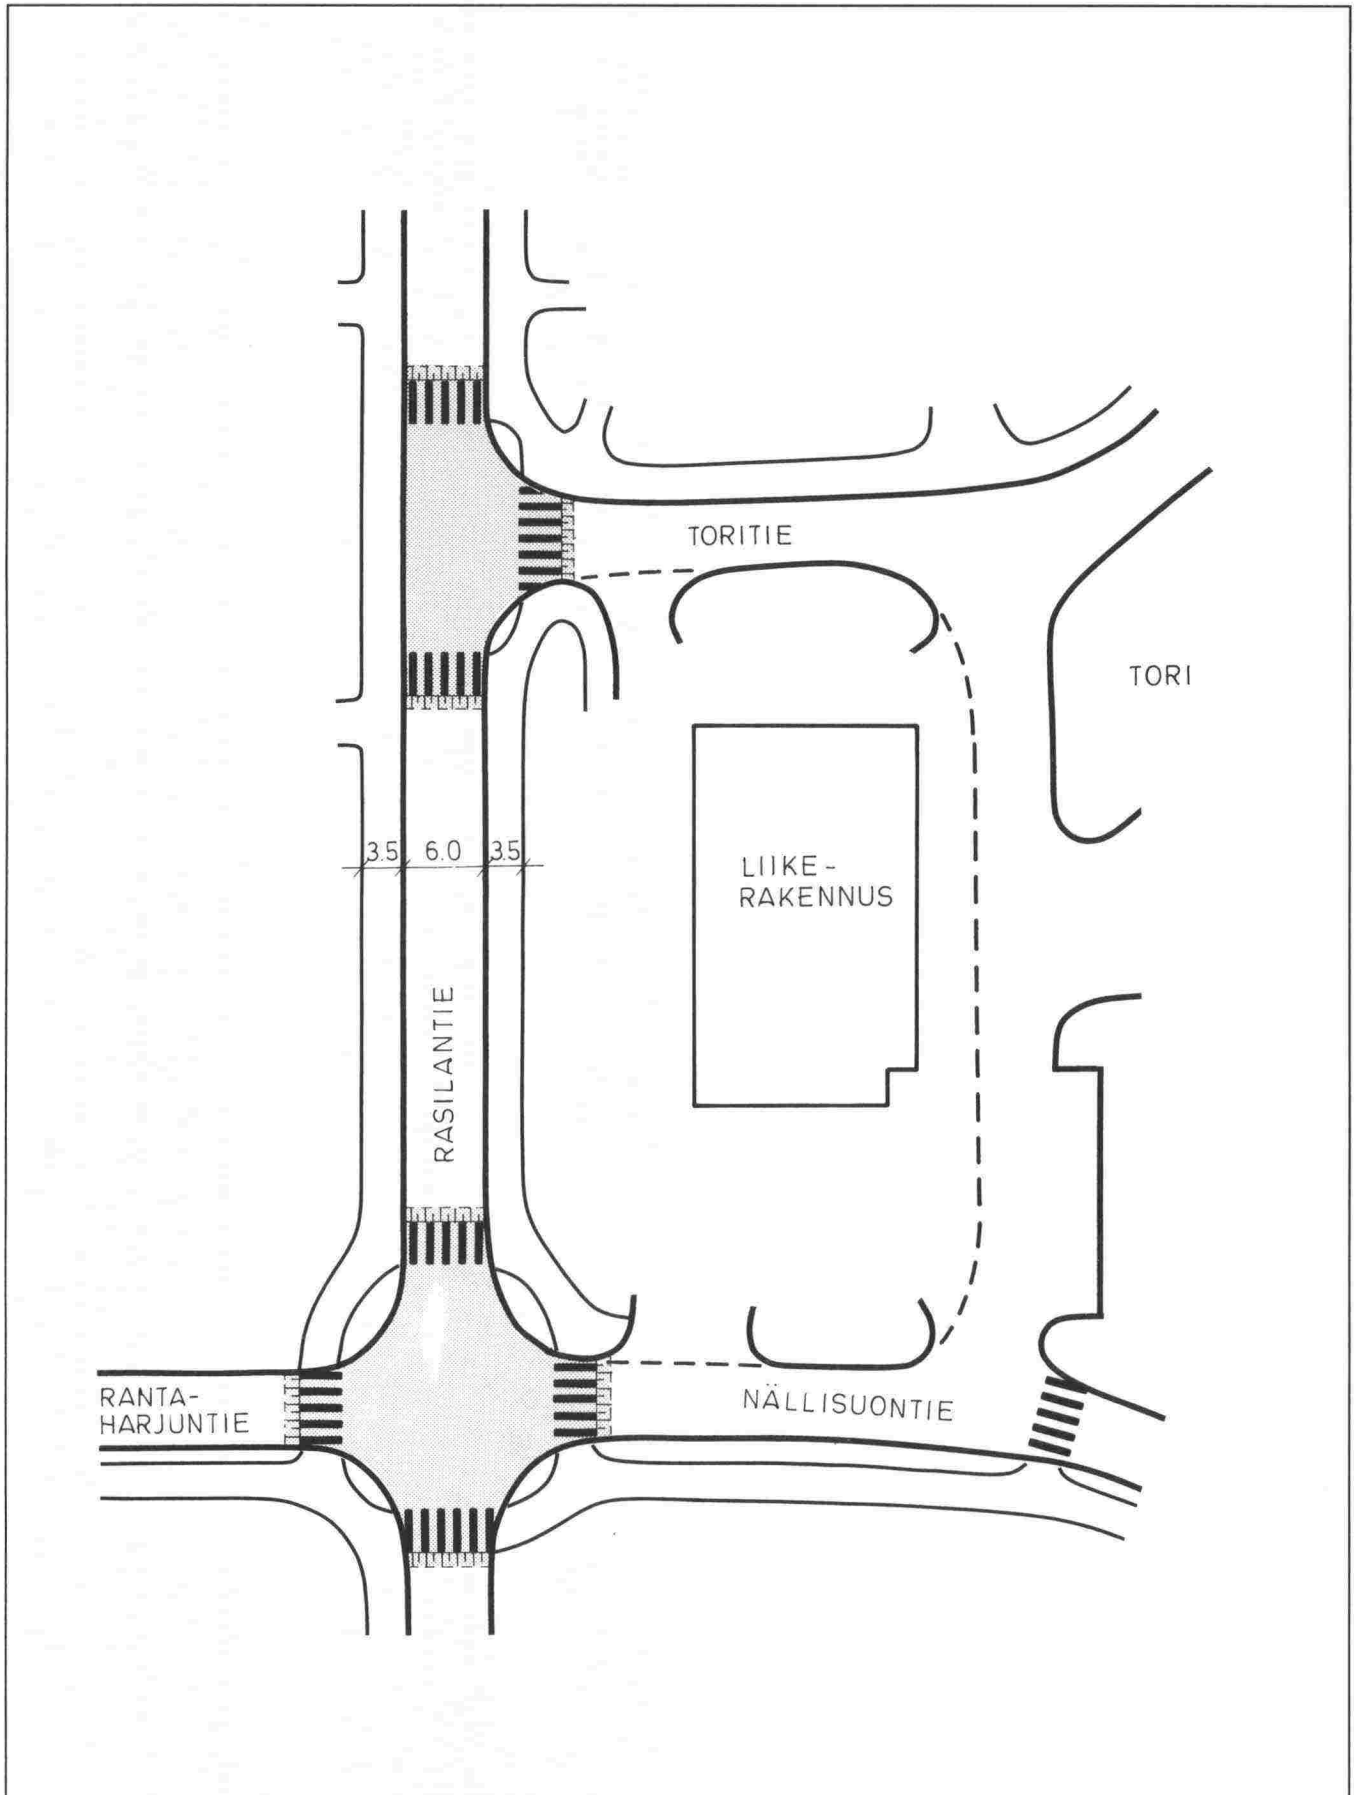 TORITIE
TORI
3.5 6.0 3.5
LIIKE-
RAKENNUS
RASILANTIE
RANTA-
HARJUNTIE
NÄLLISUONTIE